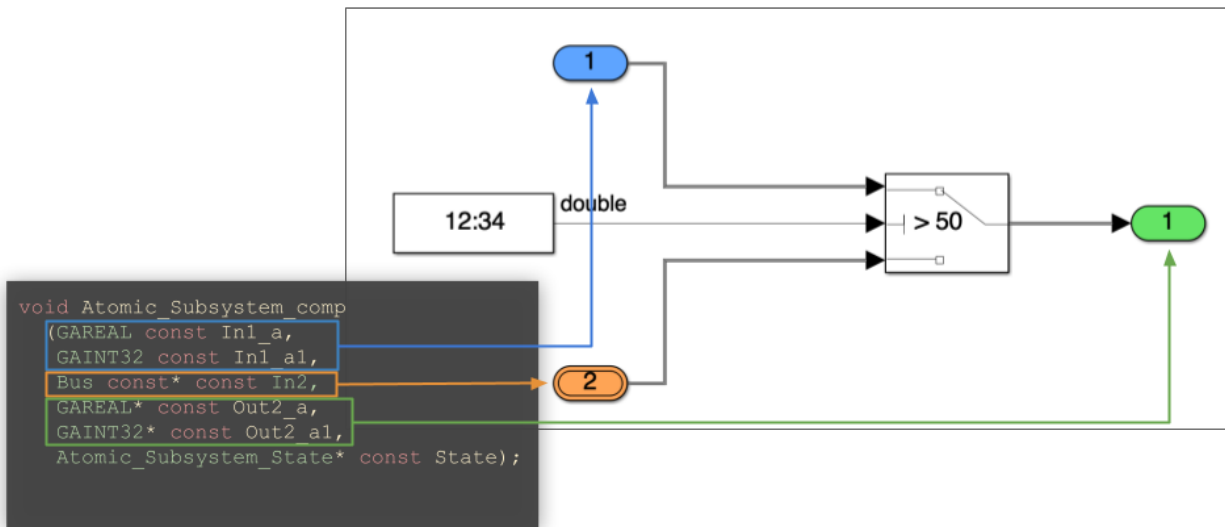 1
double
12:34
> 50
1
2
void Atomic_Subsystem_comp
(GAREAL const In1_a,
GAINT32 const In1_a1,
Bus const* const In2,
GAREAL* const Out2_a,
GAINT32* const Out2_a1,
Atomic_Subsystem_State* const State);